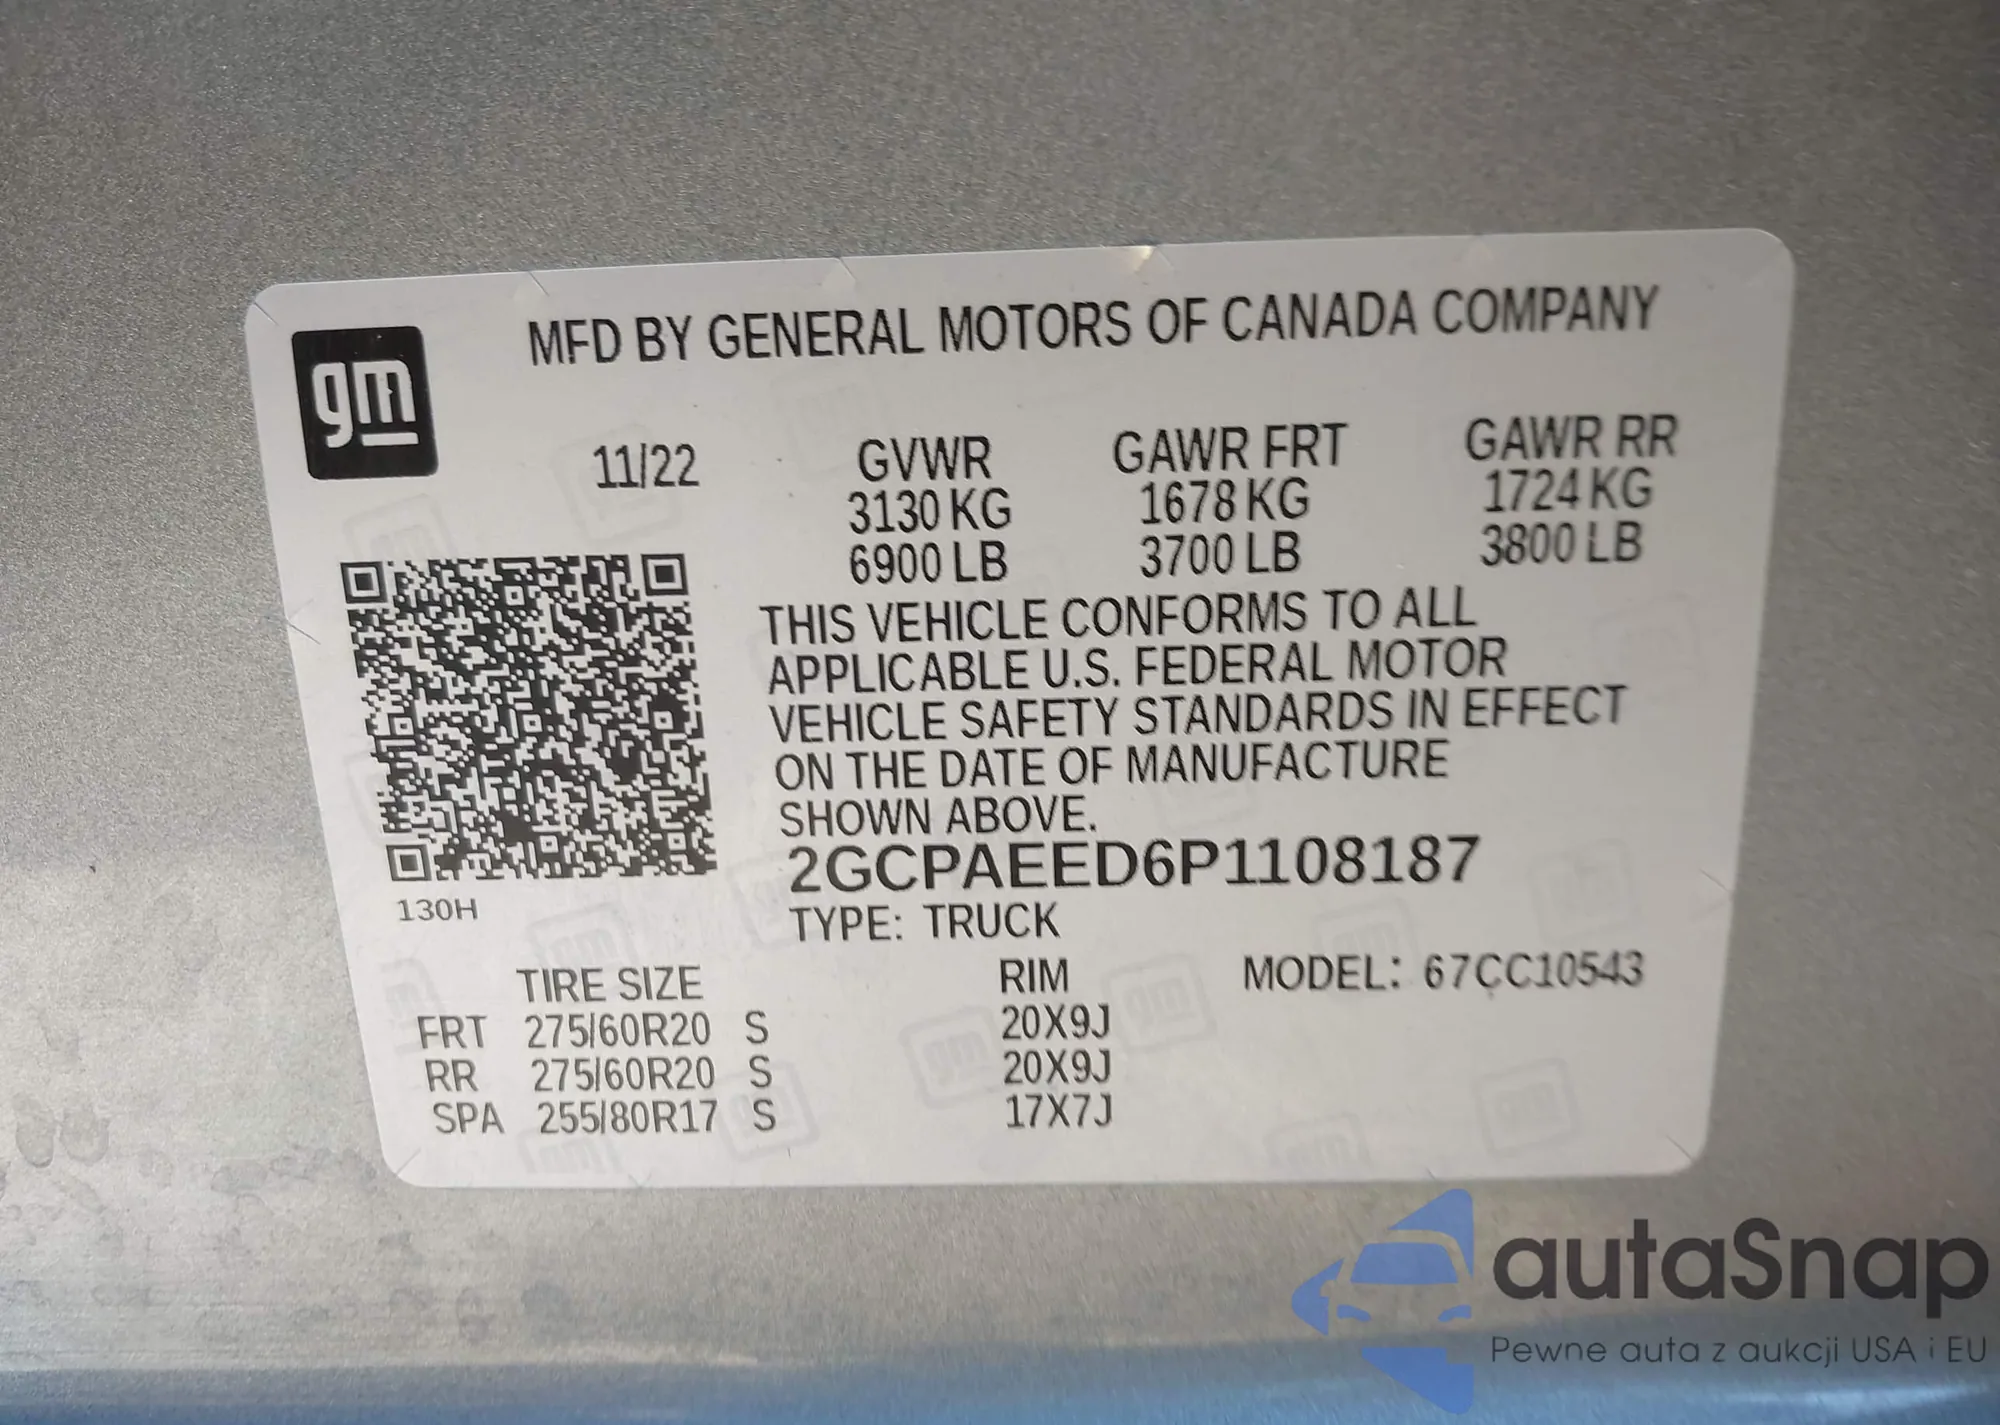 gm
MFD BY GENERAL MOTORS OF CANADA COMPANY
11/22 GVWR GAWR FRT GAWR RR
3130 KG 1678 KG 1724 KG
6900 LB 3700 LB 3800 LB
THIS VEHICLE CONFORMS TO ALL
APPLICABLE U.S. FEDERAL MOTOR
VEHICLE SAFETY STANDARDS IN EFFECT
ON THE DATE OF MANUFACTURE
SHOWN ABOVE.
2GCPAEED6P1108187
130H
TYPE: TRUCK
TIRE SIZE RIM MODEL: 67CC10543
FRT 275/60R20 S 20X9J
RR 275/60R20 S 20X9J
SPA 255/80R17 S 17X7J
autaSnap
Pewne auta z aukcji USA i EU